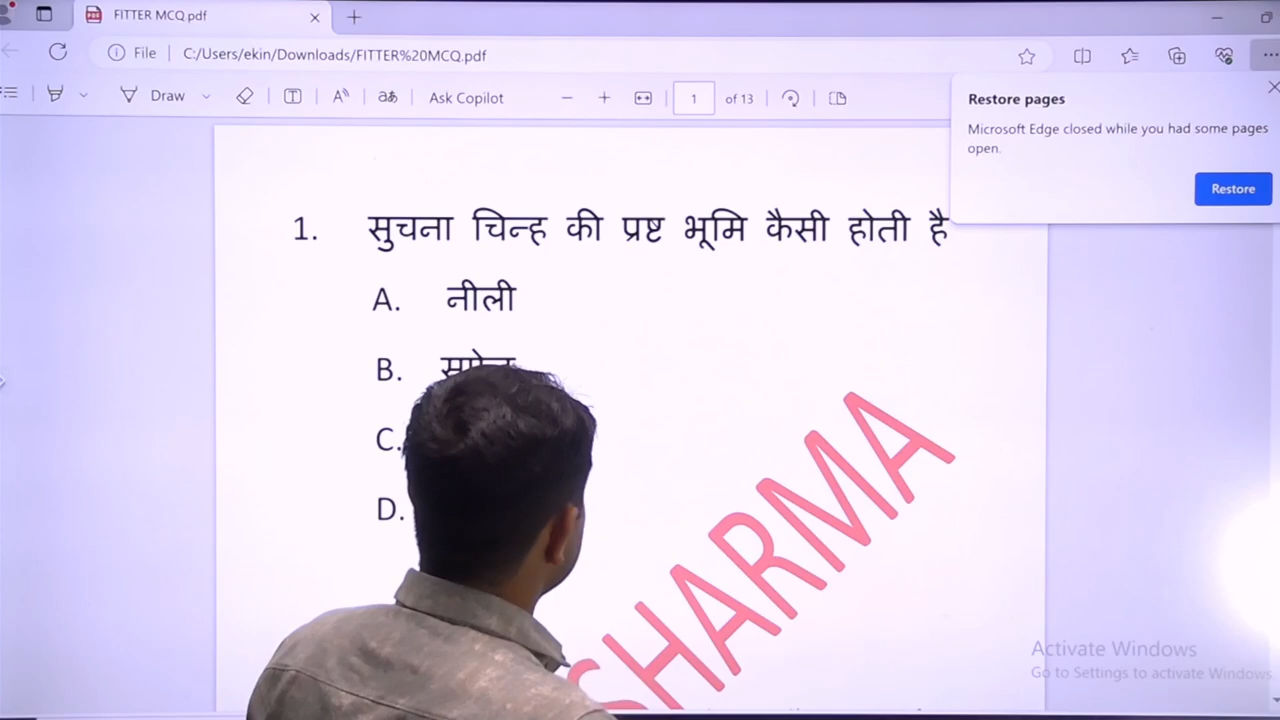 FITTER MCQ.pdf
File C:/Users/ekin/Downloads/FITTER%20MCQ.pdf
Draw Ask Copilot 1 of 13
Restore pages
Microsoft Edge closed while you had some pages open.
Restore
1. सुचना चिन्ह की प्रष्ट भूमि कैसी होती है
A. नीली
B.
C.
D.
SHARMA
Activate Windows
Go to Settings to activate Windows.